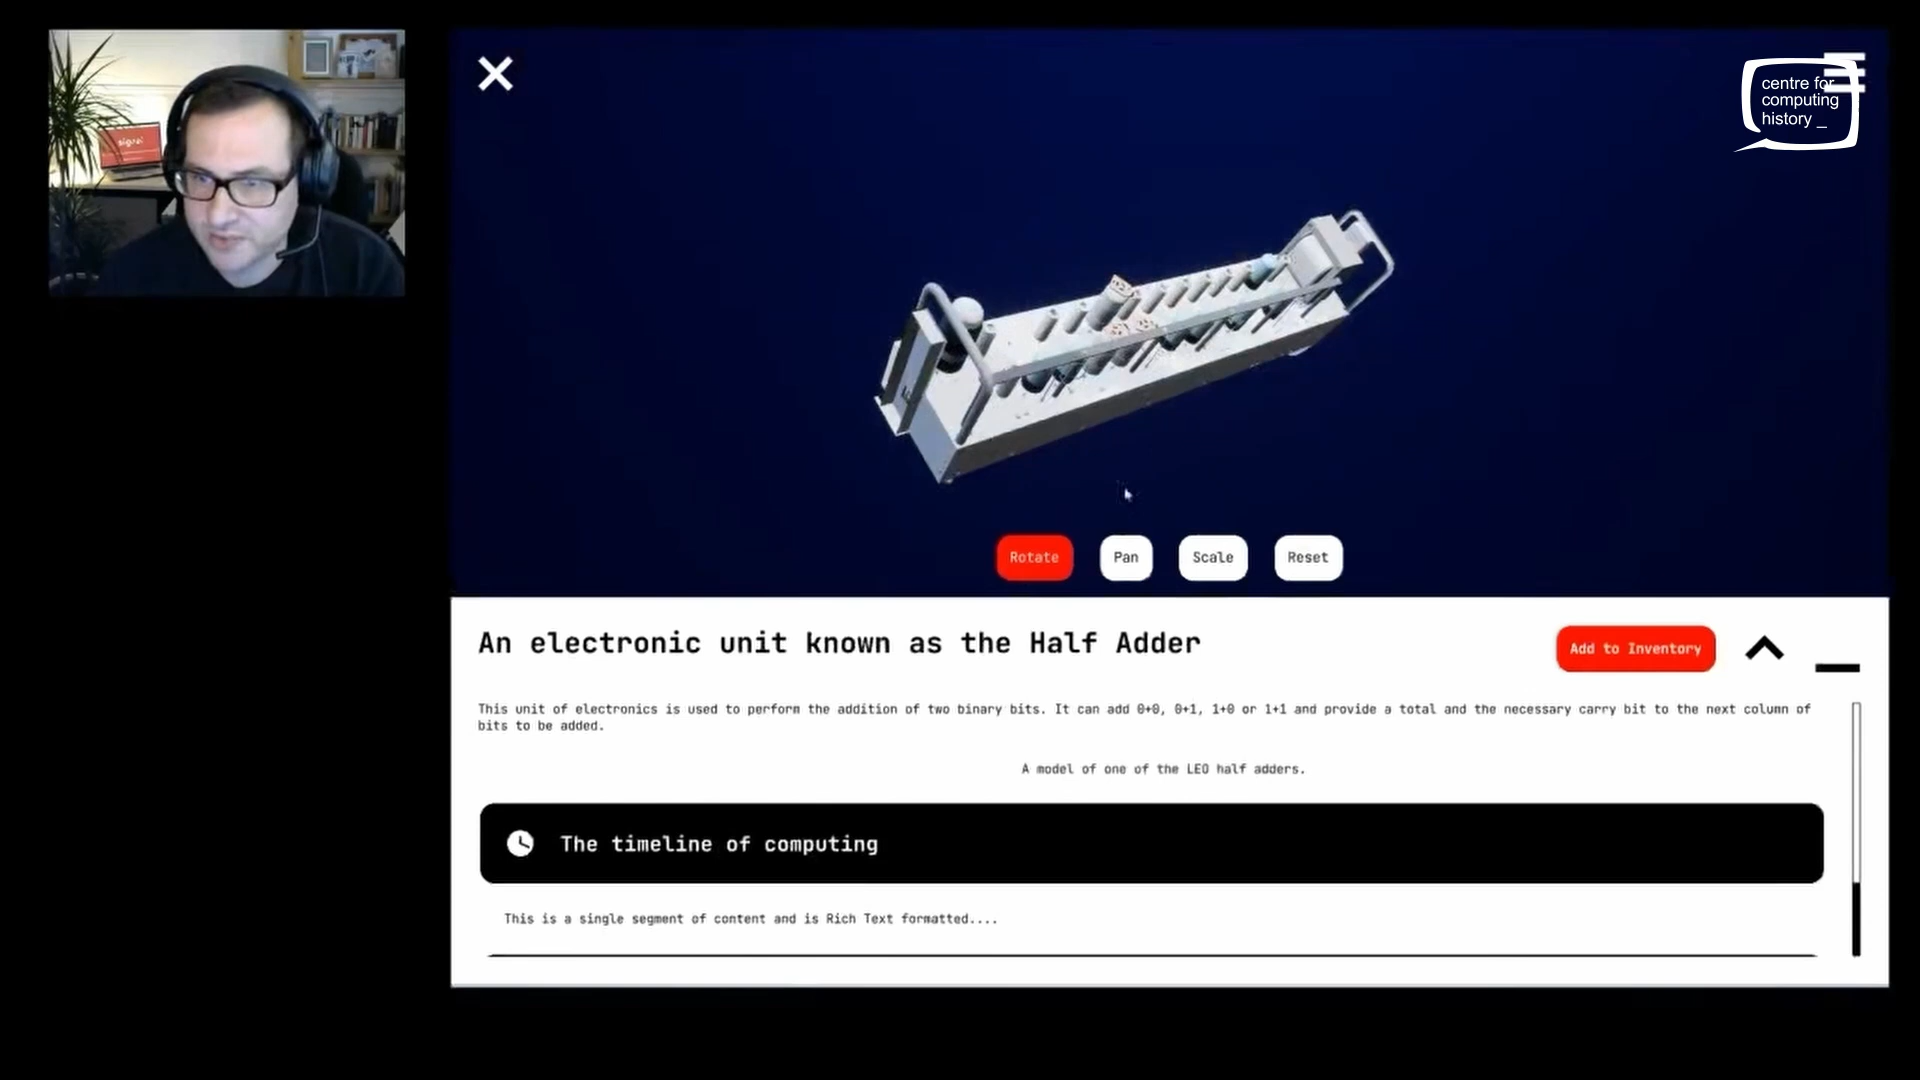 centre for
computing
history _
Rotate
Pan
Scale
Reset
An electronic unit known as the Half Adder
Add to Inventory
This unit of electronics is used to perform the addition of two binary bits. It can add 0+0, 0+1, 1+0 or 1+1 and provide a total and the necessary carry bit to the next column of
bits to be added.
A model of one of the LEO half adders.
The timeline of computing
This is a single segment of content and is Rich Text formatted....